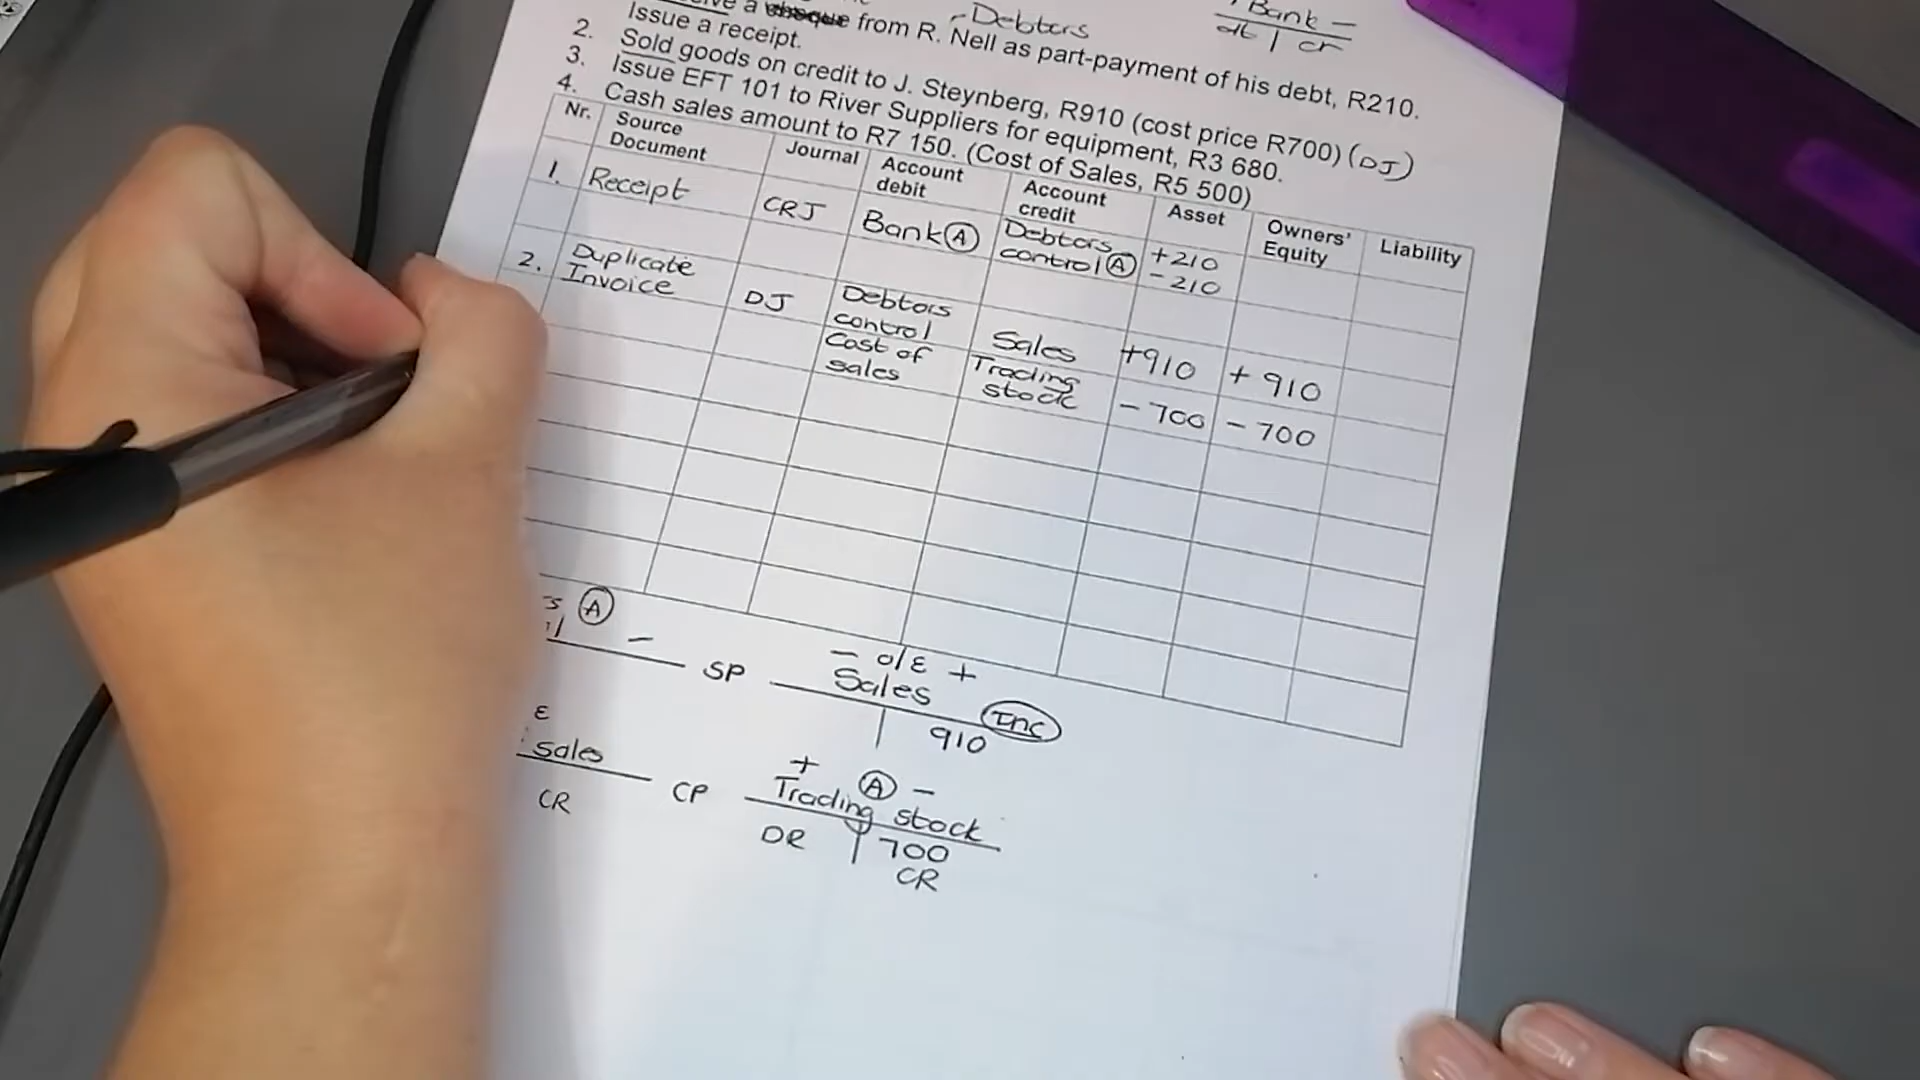 Debtors
Bank -
a from R. Nell as part-payment of his debt, R210.
dt | cr
Issue a receipt.
2. Sold goods on credit to J. Steynberg, R910 (cost price R700) (DJ)
3. Issue EFT 101 to River Suppliers for equipment, R3 680.
4. Cash sales amount to R7 150. (Cost of Sales, R5 500)
Nr. Source Document Journal Account debit Account credit Asset Owners' Equity Liability
1. Receipt CRJ Bank (A) Debtors control (A) +210
-210
2. Duplicate Invoice DJ Debtors control Sales +910 +910
Cost of sales Trading stock -700 -700
(A)
-
SP
- O/E +
Sales
Inc
910
E
sales
CR
CP
+ (A) -
Trading stock
DR 700
CR